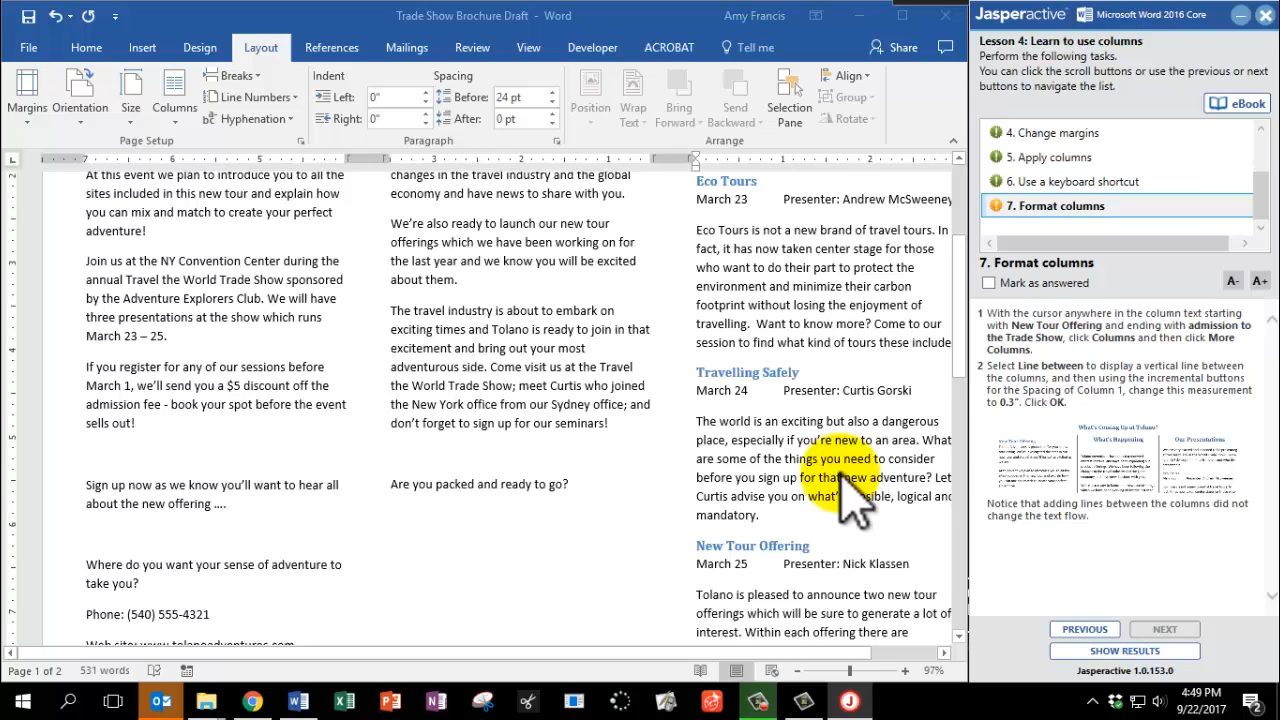 Trade Show Brochure Draft - Word
Amy Francis
File Home Insert Design Layout References Mailings Review View Developer ACROBAT Tell me Share
Margins Orientation Size Columns
Breaks
Line Numbers
Hyphenation
Page Setup
Indent
Left: 0"
Right: 0"
Spacing
Before: 24 pt
After: 0 pt
Paragraph
Position
Wrap Text
Bring Forward
Send Backward
Selection Pane
Align
Group
Rotate
Arrange
L
7 6 5 4 3 2 1 1 2
2
3
4
5
6
7
At this event we plan to introduce you to all the
sites included in this new tour and explain how
you can mix and match to create your perfect
adventure!
Join us at the NY Convention Center during the
annual Travel the World Trade Show sponsored
by the Adventure Explorers Club. We will have
three presentations at the show which runs
March 23 – 25.
If you register for any of our sessions before
March 1, we'll send you a $5 discount off the
admission fee - book your spot before the event
sells out!
Sign up now as we know you'll want to hear all
about the new offering ….
Where do you want your sense of adventure to
take you?
Phone: (540) 555-4321
Web site: www.tolanoadventures.com
changes in the travel industry and the global
economy and have news to share with you.
We're also ready to launch our new tour
offerings which we have been working on for
the last year and we know you will be excited
about them.
The travel industry is about to embark on
exciting times and Tolano is ready to join in that
excitement and bring out your most
adventurous side. Come visit us at the Travel
the World Trade Show; meet Curtis who joined
the New York office from our Sydney office; and
don't forget to sign up for our seminars!
Are you packed and ready to go?
Eco Tours
March 23 Presenter: Andrew McSweeney
Eco Tours is not a new brand of travel tours. In
fact, it has now taken center stage for those
who want to do their part to protect the
environment and minimize their carbon
footprint without losing the enjoyment of
travelling. Want to know more? Come to our
session to find what kind of tours these include
Travelling Safely
March 24 Presenter: Curtis Gorski
The world is an exciting but also a dangerous
place, especially if you're new to an area. What
are some of the things you need to consider
before you sign up for that new adventure? Let
Curtis advise you on what's logical and
mandatory.
New Tour Offering
March 25 Presenter: Nick Klassen
Tolano is pleased to announce two new tour
offerings which will be sure to generate a lot of
interest. Within each offering there are
Page 1 of 2 531 words
97%
Jasperactive Microsoft Word 2016 Core
Lesson 4: Learn to use columns
Perform the following tasks.
You can click the scroll buttons or use the previous or next
buttons to navigate the list.
eBook
4. Change margins
5. Apply columns
6. Use a keyboard shortcut
7. Format columns
7. Format columns
Mark as answered
A- A+
1 With the cursor anywhere in the column text starting
with New Tour Offering and ending with admission to
the Trade Show, click Columns and then click More
Columns.
2 Select Line between to display a vertical line between
the columns, and then using the incremental buttons
for the Spacing of Column 1, change this measurement
to 0.3". Click OK.
What's Coming Up at Tolano?
What's Happening
Our Presentations
Notice that adding lines between the columns did not
change the text flow.
PREVIOUS NEXT
SHOW RESULTS
Jasperactive 1.0.153.0
4:49 PM
9/22/2017
2